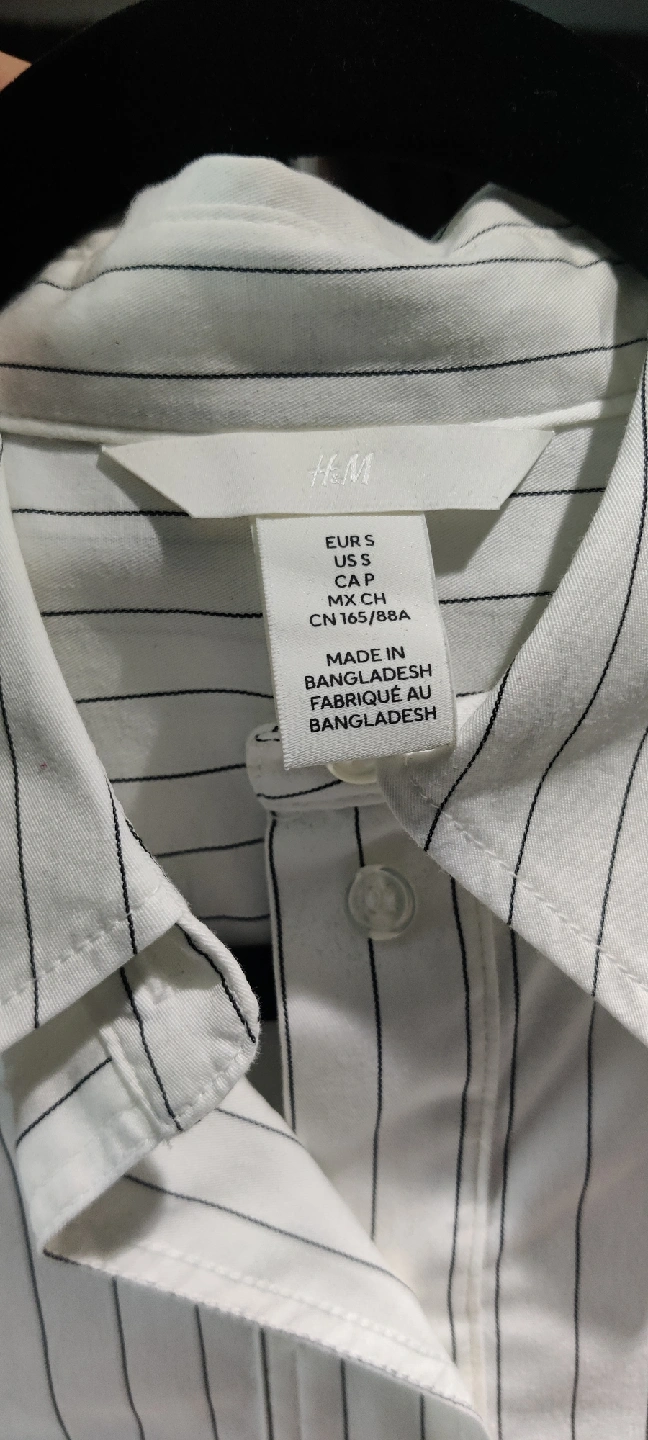 H&M
EUR S
US S
CA P
MX CH
CN 165/88A
MADE IN
BANGLADESH
FABRIQUÉ AU
BANGLADESH